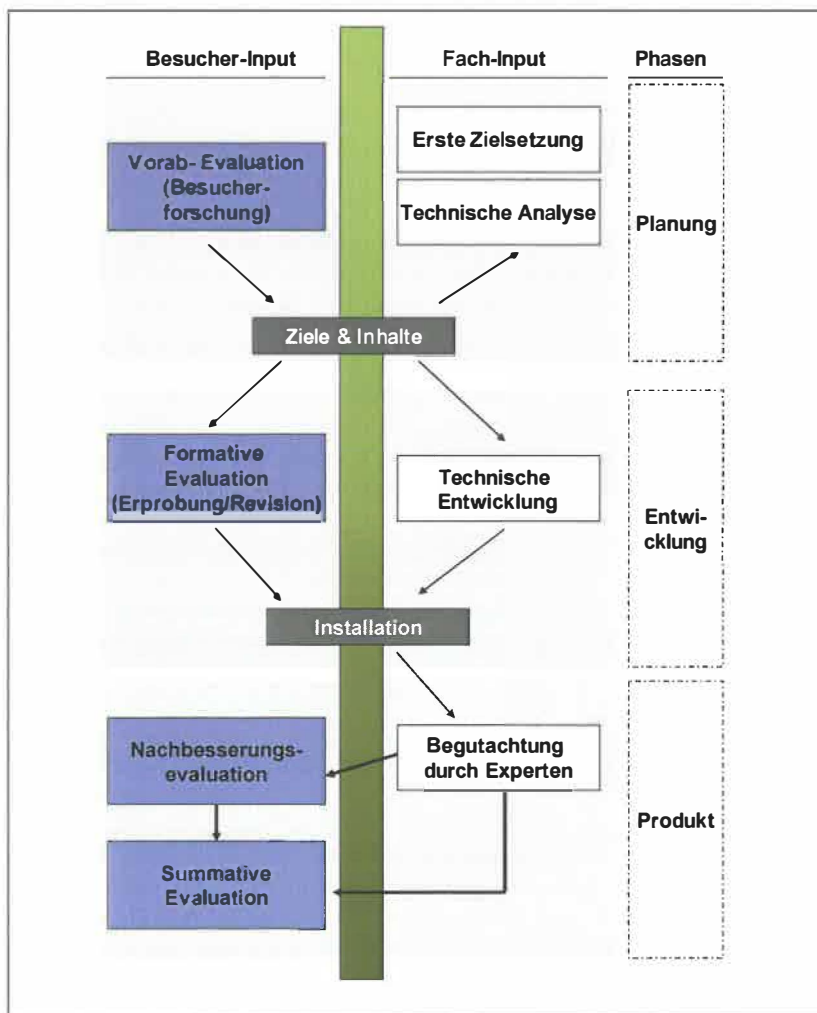 Besucher-Input
Fach-Input
Phasen
Erste Zielsetzung
Vorab- Evaluation
(Besucher-
forschung)
Technische Analyse
Planung
Ziele & Inhalte
Formative
Evaluation
(Erprobung/Revision)
Technische
Entwicklung
Entwi-
cklung
Installation
Nachbesserungs-
evaluation
Begutachtung
durch Experten
Produkt
Summative
Evaluation